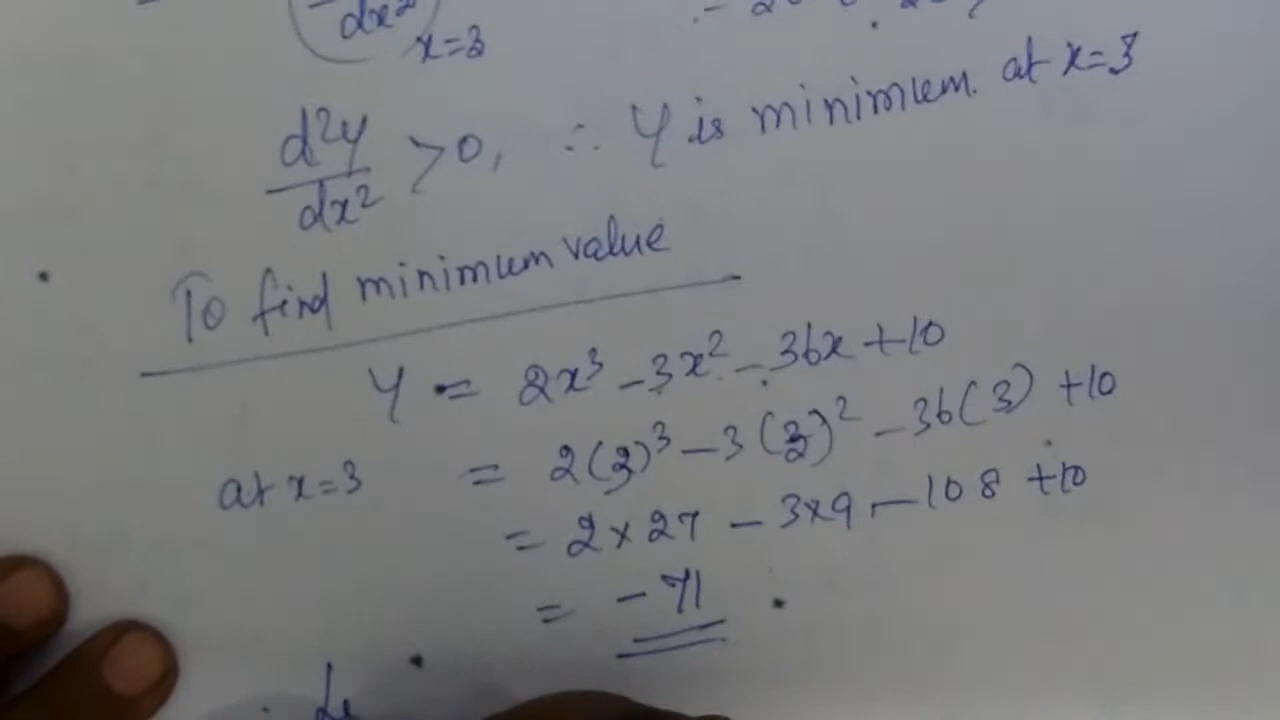 dx²
x=3
d²y/dx² >0, ∴ Y is minimum. at x=3
To find minimum value
Y = 2x³ -3x² -36x +10
at x=3 = 2(3)³ -3(3)² -36(3) +10
= 2×27 - 3×9 -108 +10
= -71